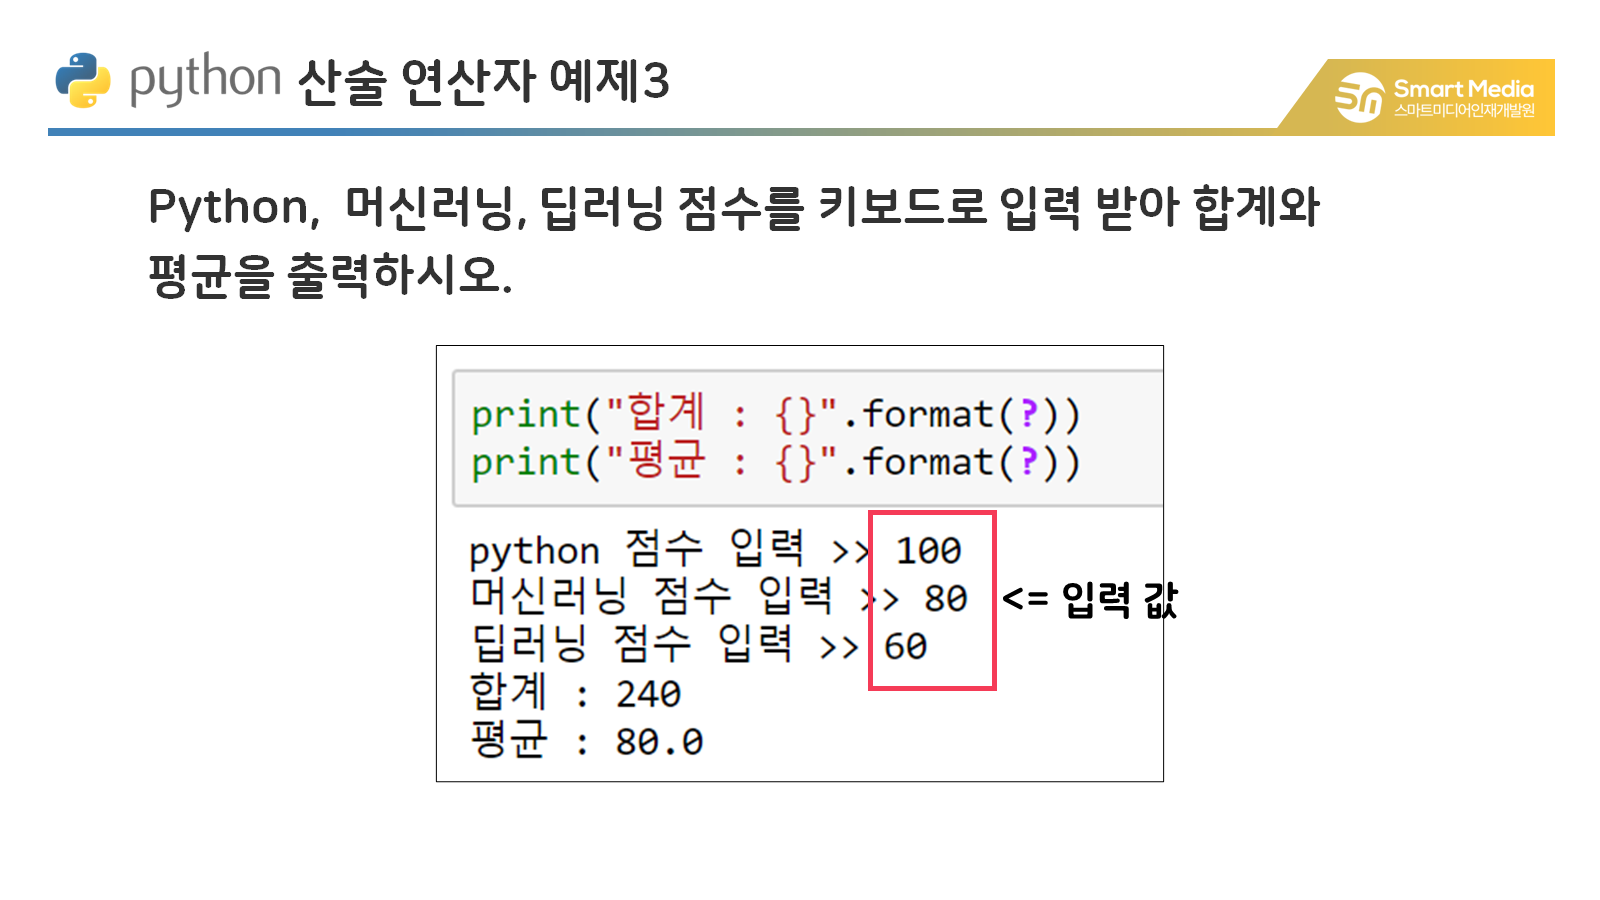 python 산술 연산자 예제3
Smart Media
스마트미디어인재개발원
Python, 머신러닝, 딥러닝 점수를 키보드로 입력 받아 합계와
평균을 출력하시오.
print("합계 : {}".format(?))
print("평균 : {}".format(?))
python 점수 입력 >> 100
머신러닝 점수 입력 >> 80
<= 입력 값
딥러닝 점수 입력 >> 60
합계 : 240
평균 : 80.0